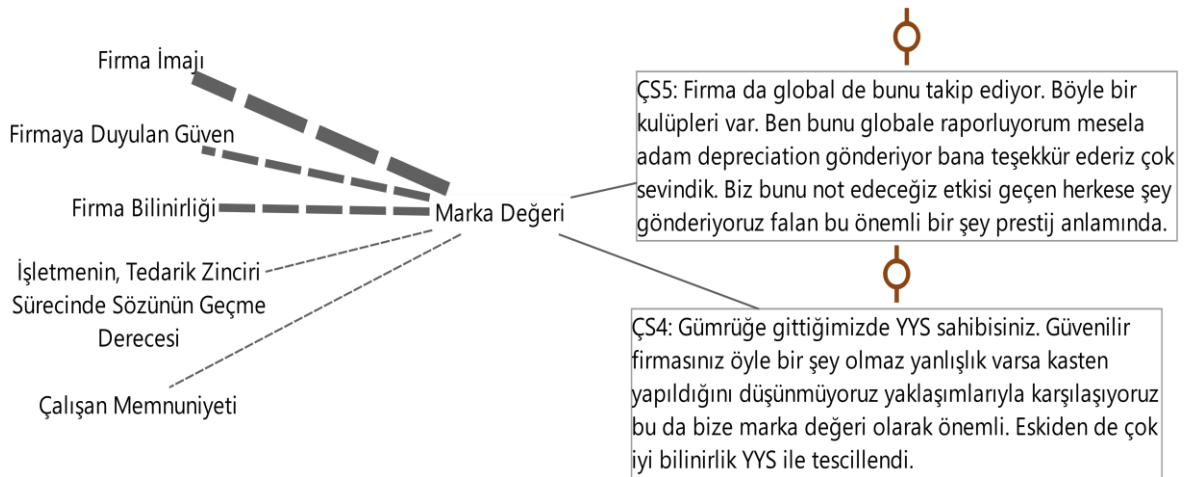 Firma İmajı
Firmaya Duyulan Güven
Firma Bilinirliği
İşletmenin, Tedarik Zinciri
Sürecinde Sözünün Geçme
Derecesi
Çalışan Memnuniyeti
Marka Değeri
ÇS5: Firma da global de bunu takip ediyor. Böyle bir
kulüpleri var. Ben bunu globale raporluyorum mesela
adam depreciation gönderiyor bana teşekkür ederiz çok
sevindik. Biz bunu not edeceğiz etkisi geçen herkese şey
gönderiyoruz falan bu önemli bir şey prestij anlamında.
ÇS4: Gümrüğe gittiğimizde YYS sahibisiniz. Güvenilir
firmasınız öyle bir şey olmaz yanlışlık varsa kasten
yapıldığını düşünmüyoruz yaklaşımlarıyla karşılaşıyoruz
bu da bize marka değeri olarak önemli. Eskiden de çok
iyi bilinirlik YYS ile tescillendi.